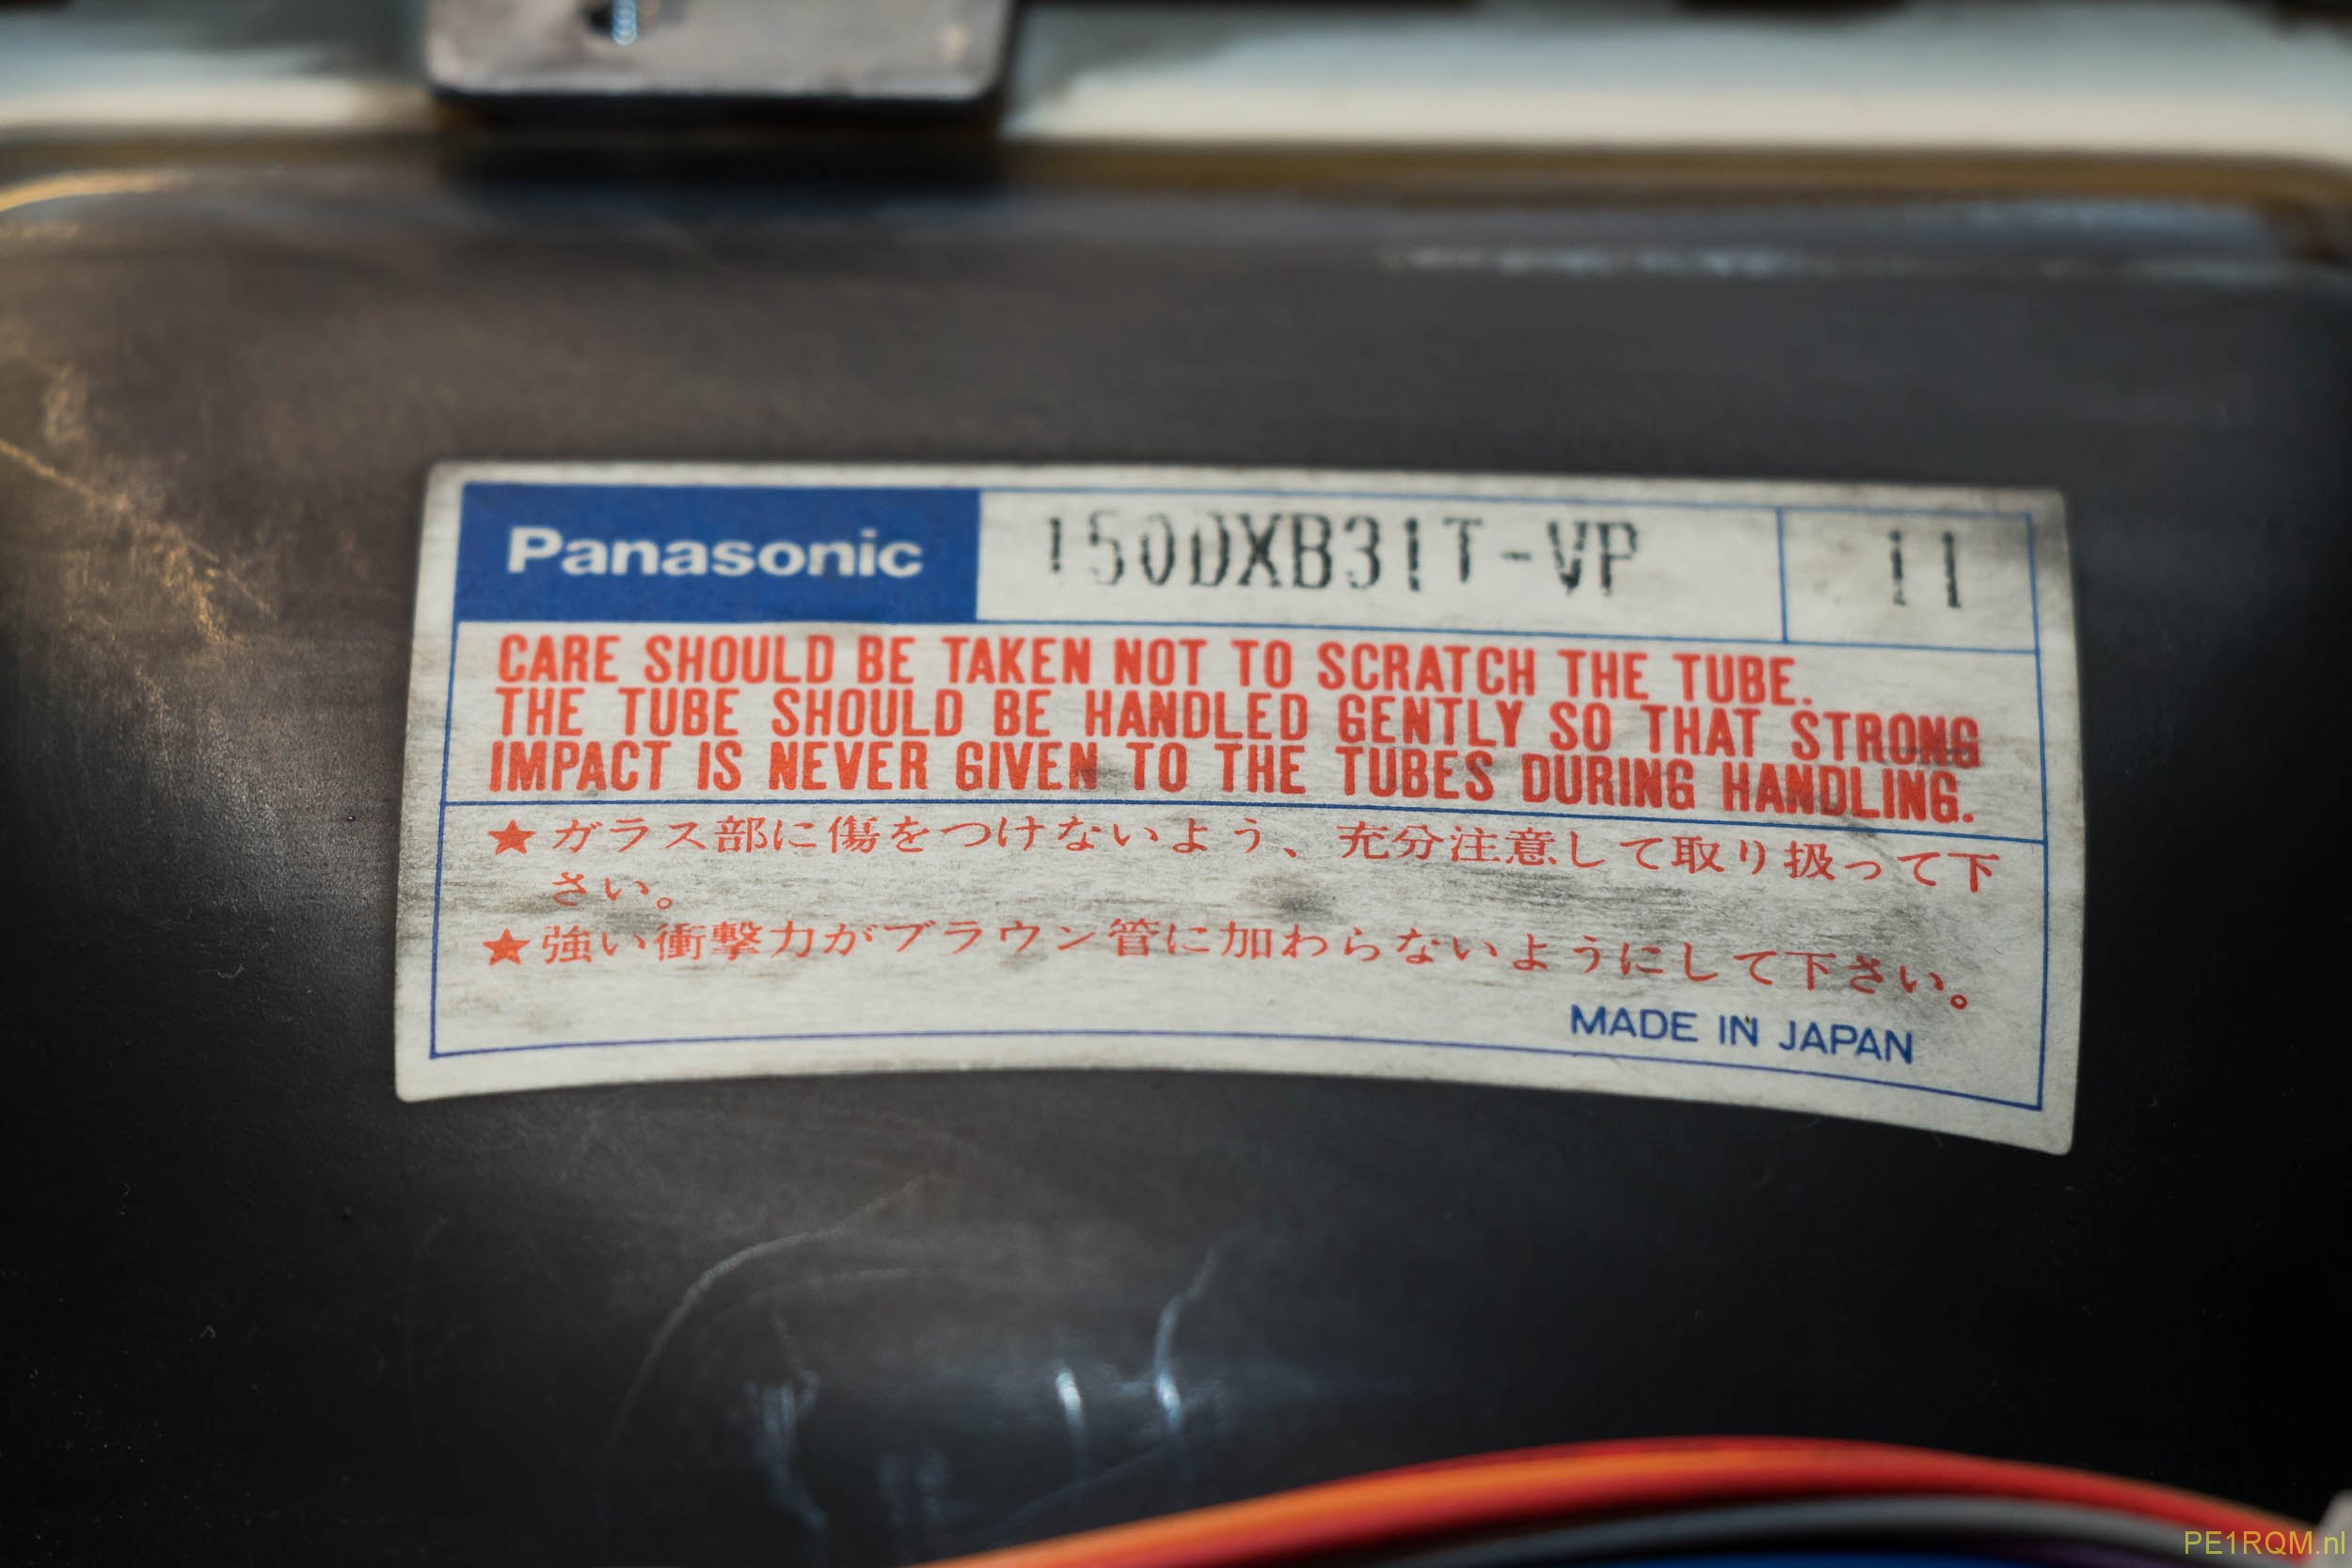 Panasonic 150DXB31T-VP 11
CARE SHOULD BE TAKEN NOT TO SCRATCH THE TUBE.
THE TUBE SHOULD BE HANDLED GENTLY SO THAT STRONG
IMPACT IS NEVER GIVEN TO THE TUBES DURING HANDLING.
★ガラス部に傷をつけないよう、充分注意して取り扱って下
さい。
★強い衝撃力がブラウン管に加わらないようにして下さい。
MADE IN JAPAN
PE1RQM.nl